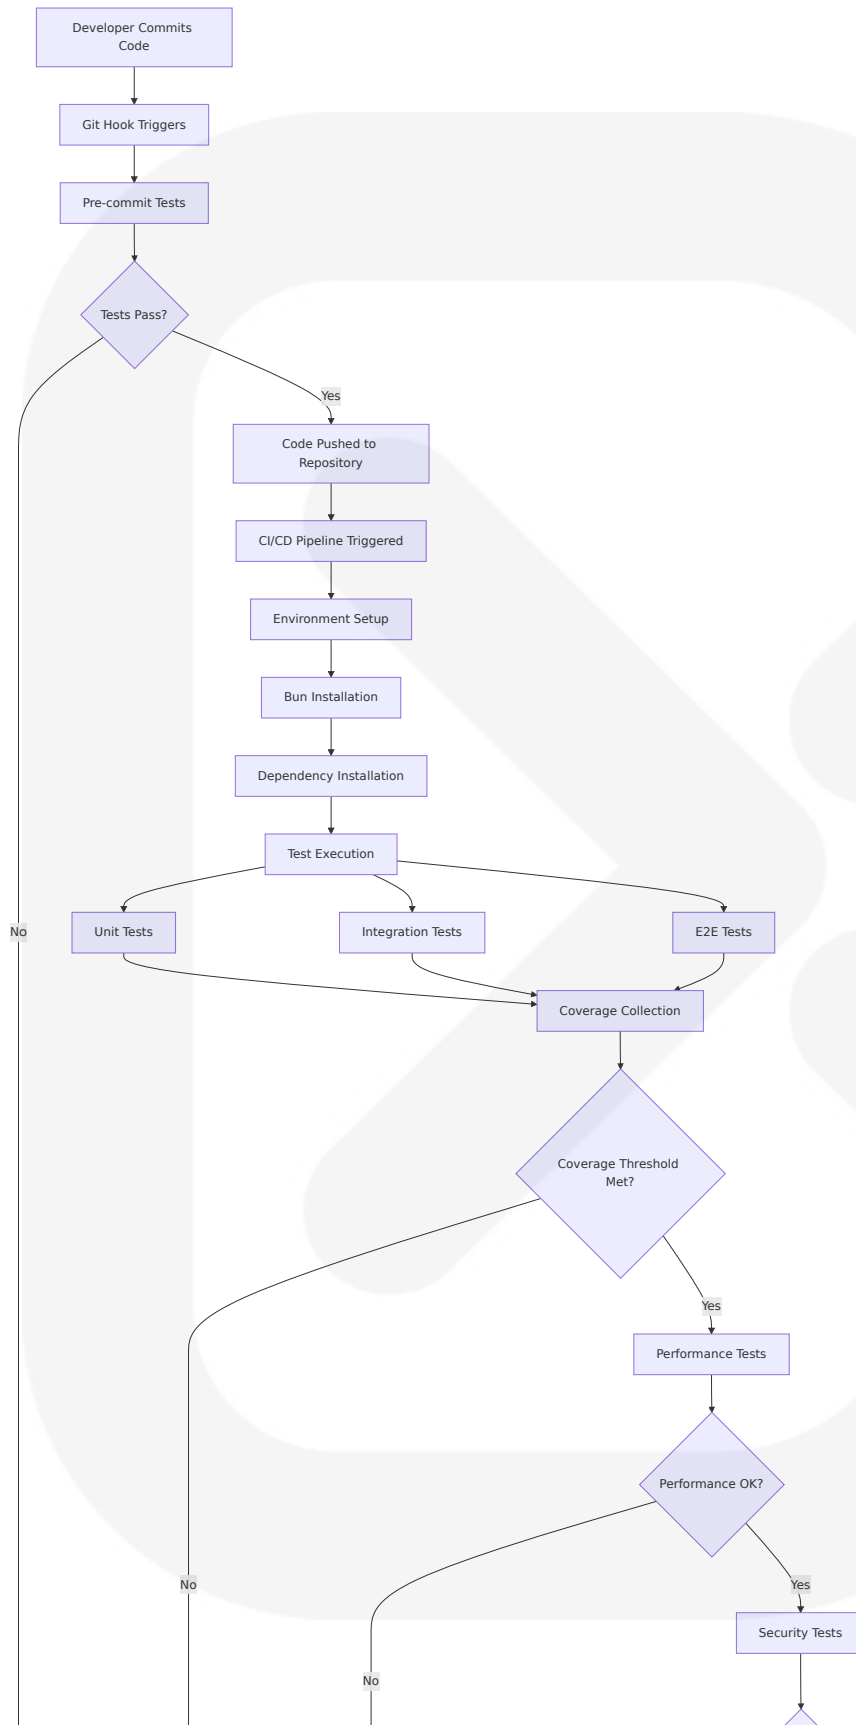 Developer Commits
Code
Git Hook Triggers
Pre-commit Tests
Tests Pass?
Yes
Code Pushed to
Repository
CI/CD Pipeline Triggered
Environment Setup
Bun Installation
Dependency Installation
Test Execution
No
Unit Tests
Integration Tests
E2E Tests
Coverage Collection
Coverage Threshold
Met?
Yes
Performance Tests
Performance OK?
No
Yes
Security Tests
No